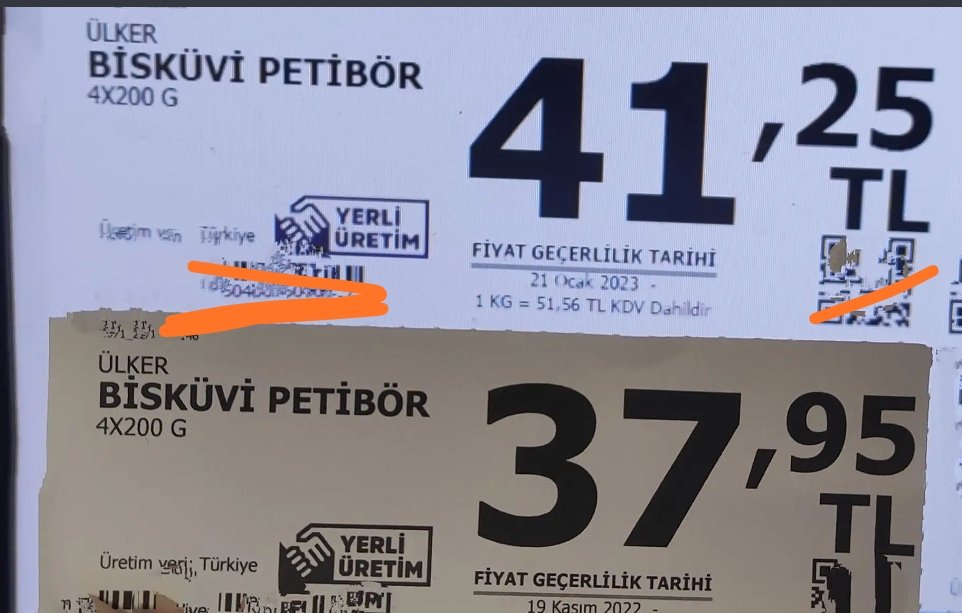 ÜLKER
BİSKÜVİ PETİBÖR
4X200 G
41,25
TL
Türkiye
YERLİ
ÜRETİM
FİYAT GEÇERLİLİK TARİHİ
21 Ocak 2023 -
1 KG = 51,56 TL KDV Dahildir
ÜLKER
BİSKÜVİ PETİBÖR
4X200 G
37,95
TL
Üretim yeri; Türkiye
YERLİ
ÜRETİM
FİYAT GEÇERLİLİK TARİHİ
19 Kasım 2022 -